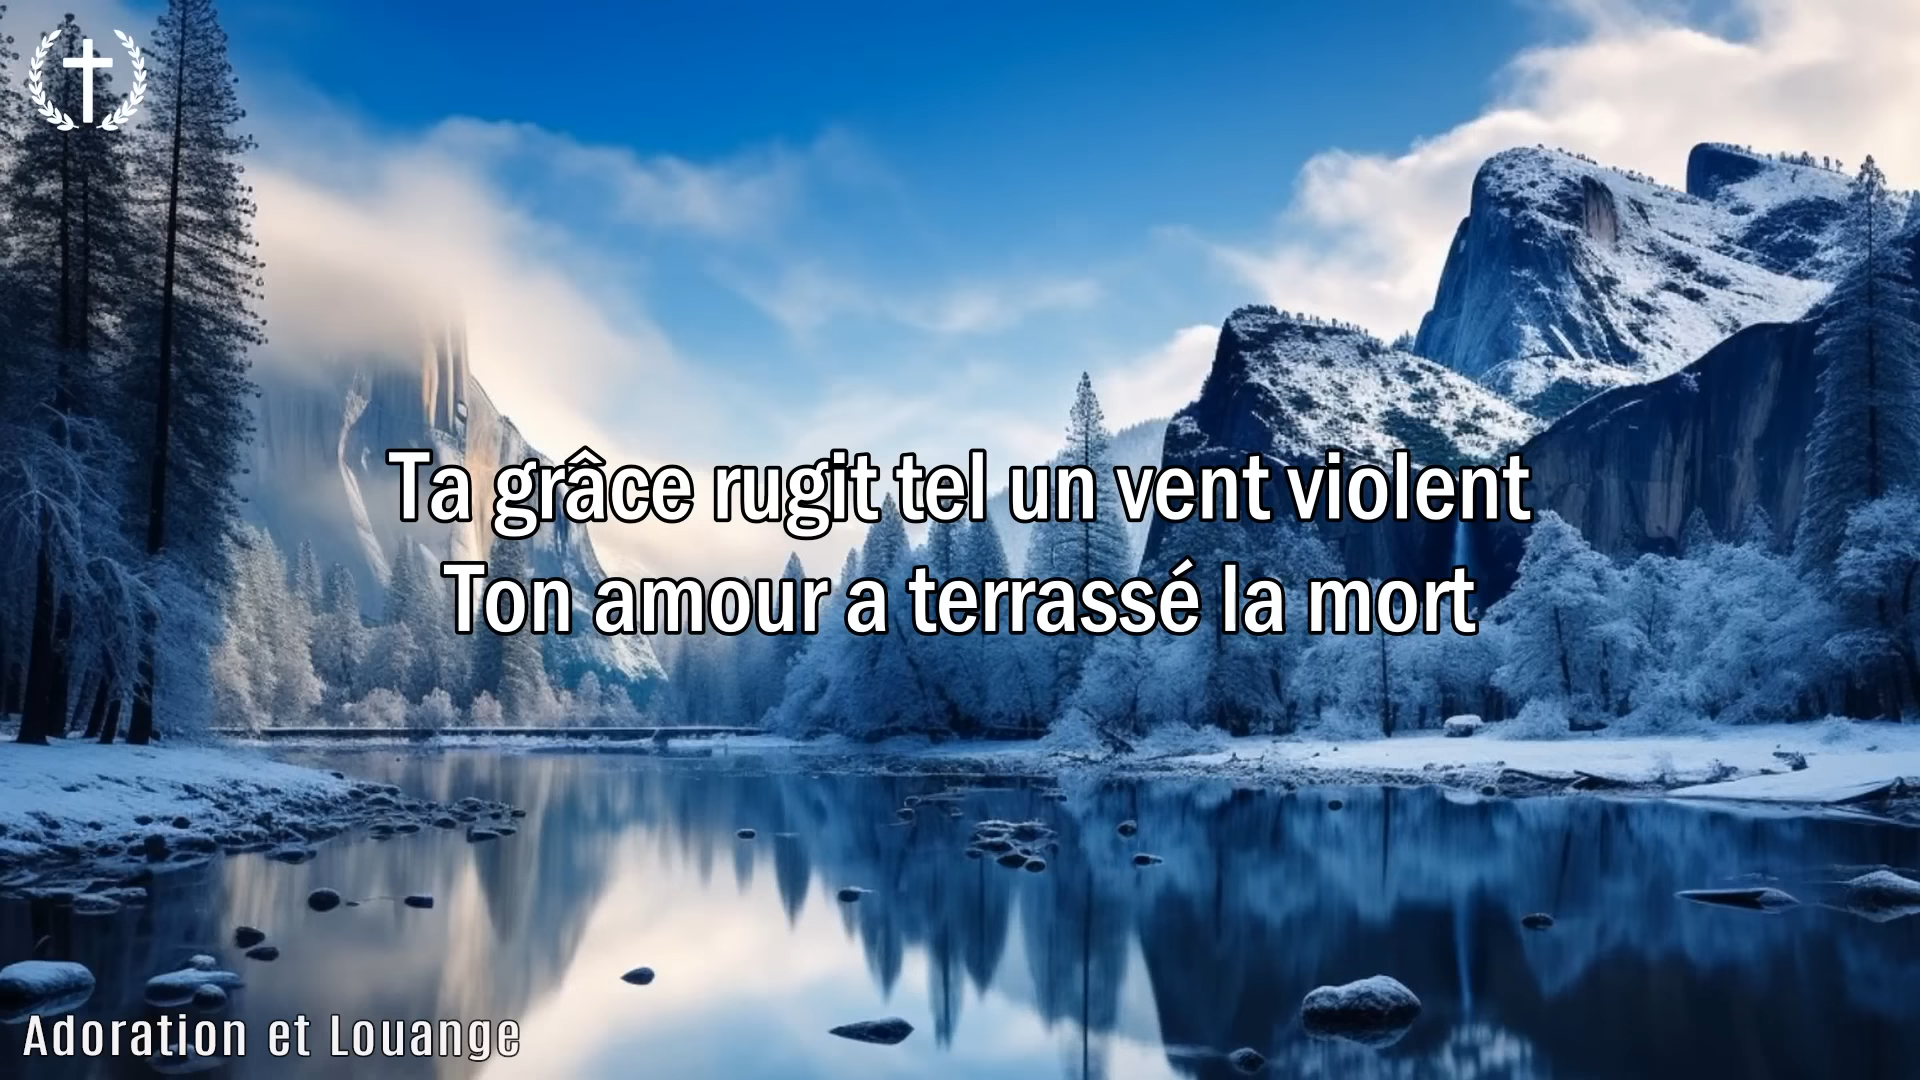 Ta grâce rugit tel un vent violent
Ton amour a terrassé la mort
Adoration et Louange